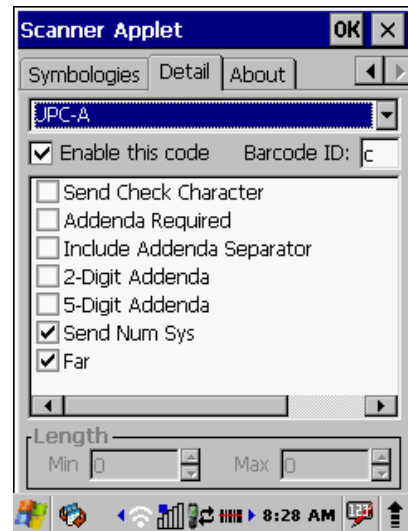 Scanner Applet OK
Symbologies Detail About
UPC-A
Enable this code Barcode ID: c
Send Check Character
Addenda Required
Include Addenda Separator
2-Digit Addenda
5-Digit Addenda
Send Num Sys
Far
Length
Min 0 Max 0
8:28 AM 123